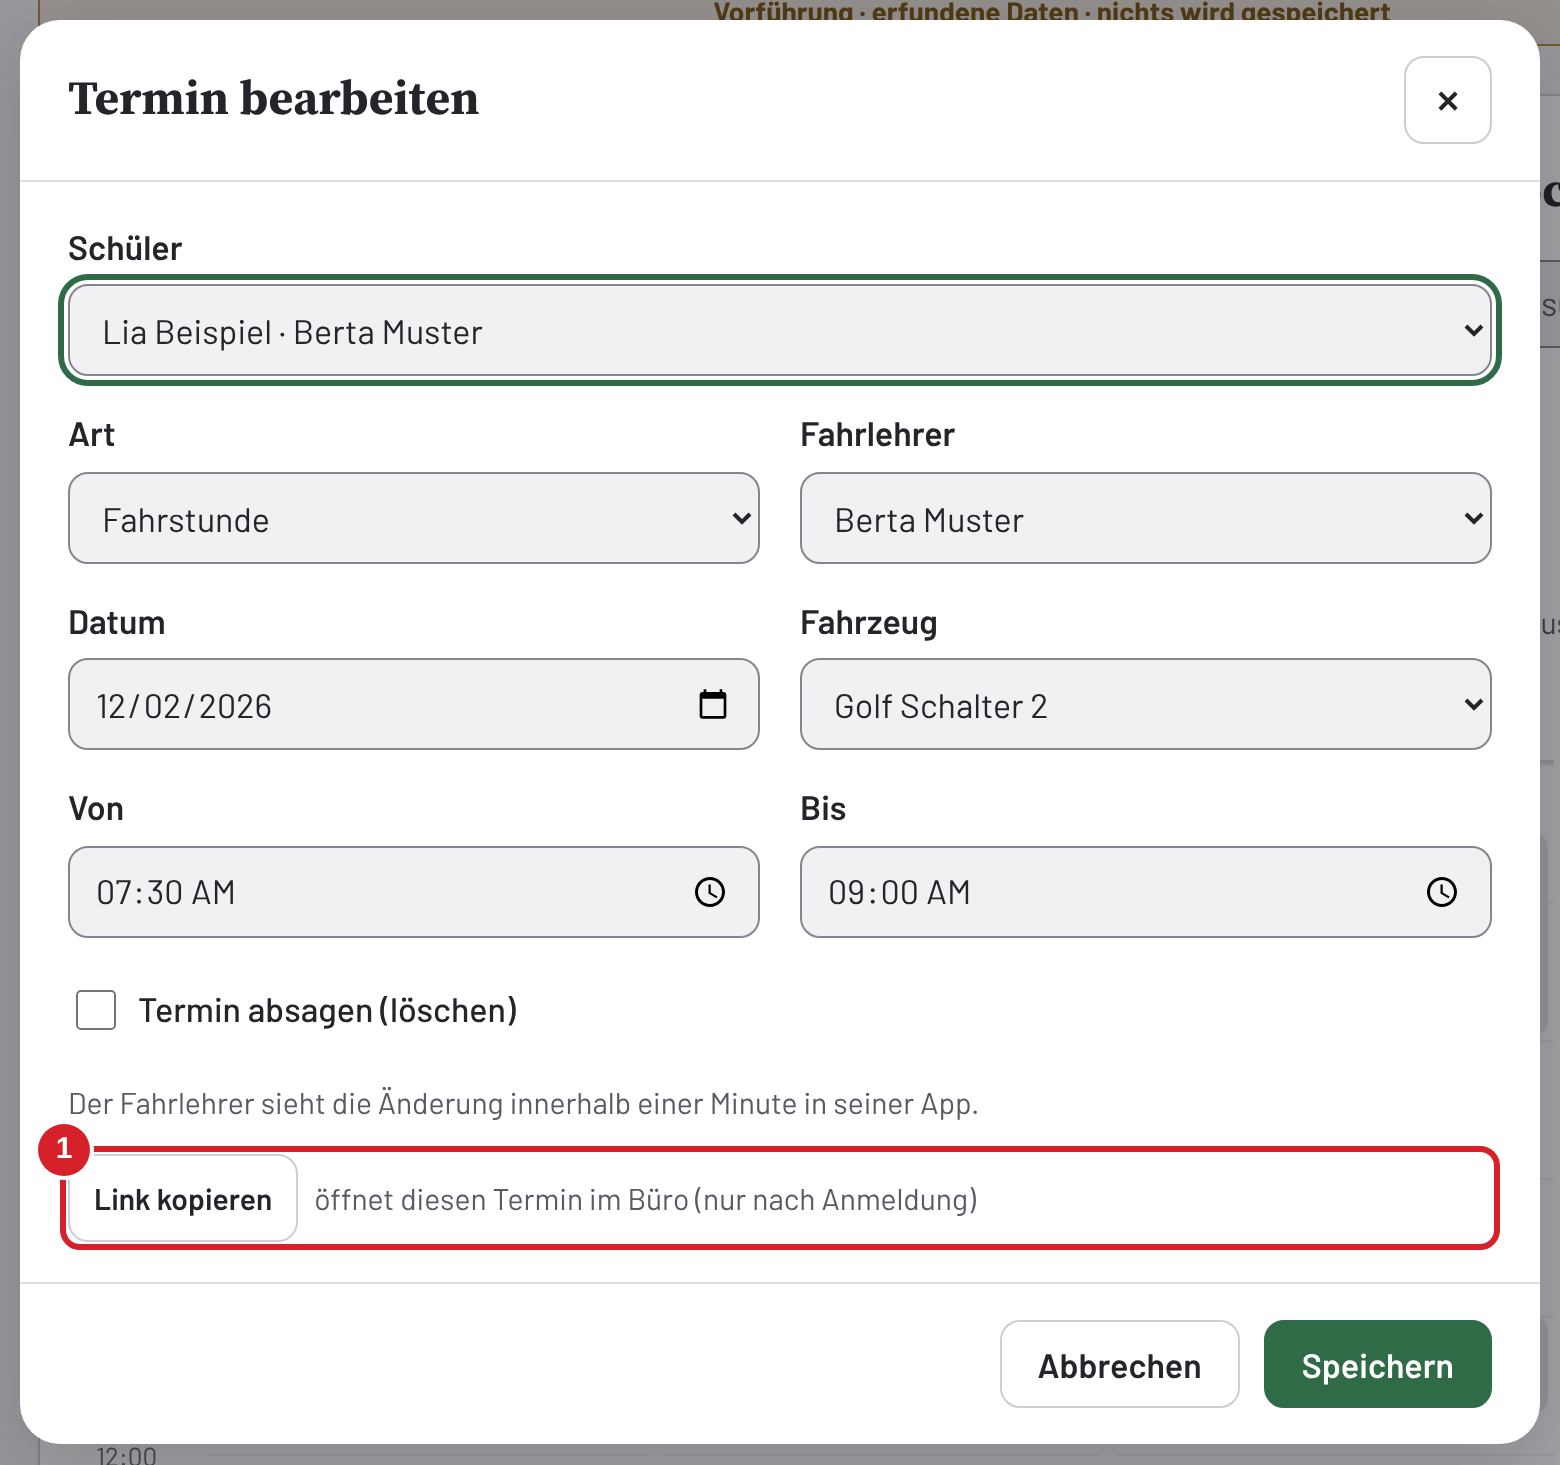 Vorführung · erfundene Daten · nichts wird gespeichert
Termin bearbeiten
×
Schüler
Lia Beispiel · Berta Muster
Art
Fahrlehrer
Fahrstunde
Berta Muster
Datum
Fahrzeug
12/02/2026
Golf Schalter 2
Von
Bis
07:30 AM
09:00 AM
Termin absagen (löschen)
Der Fahrlehrer sieht die Änderung innerhalb einer Minute in seiner App.
1
Link kopieren
öffnet diesen Termin im Büro (nur nach Anmeldung)
Abbrechen
Speichern
12:00